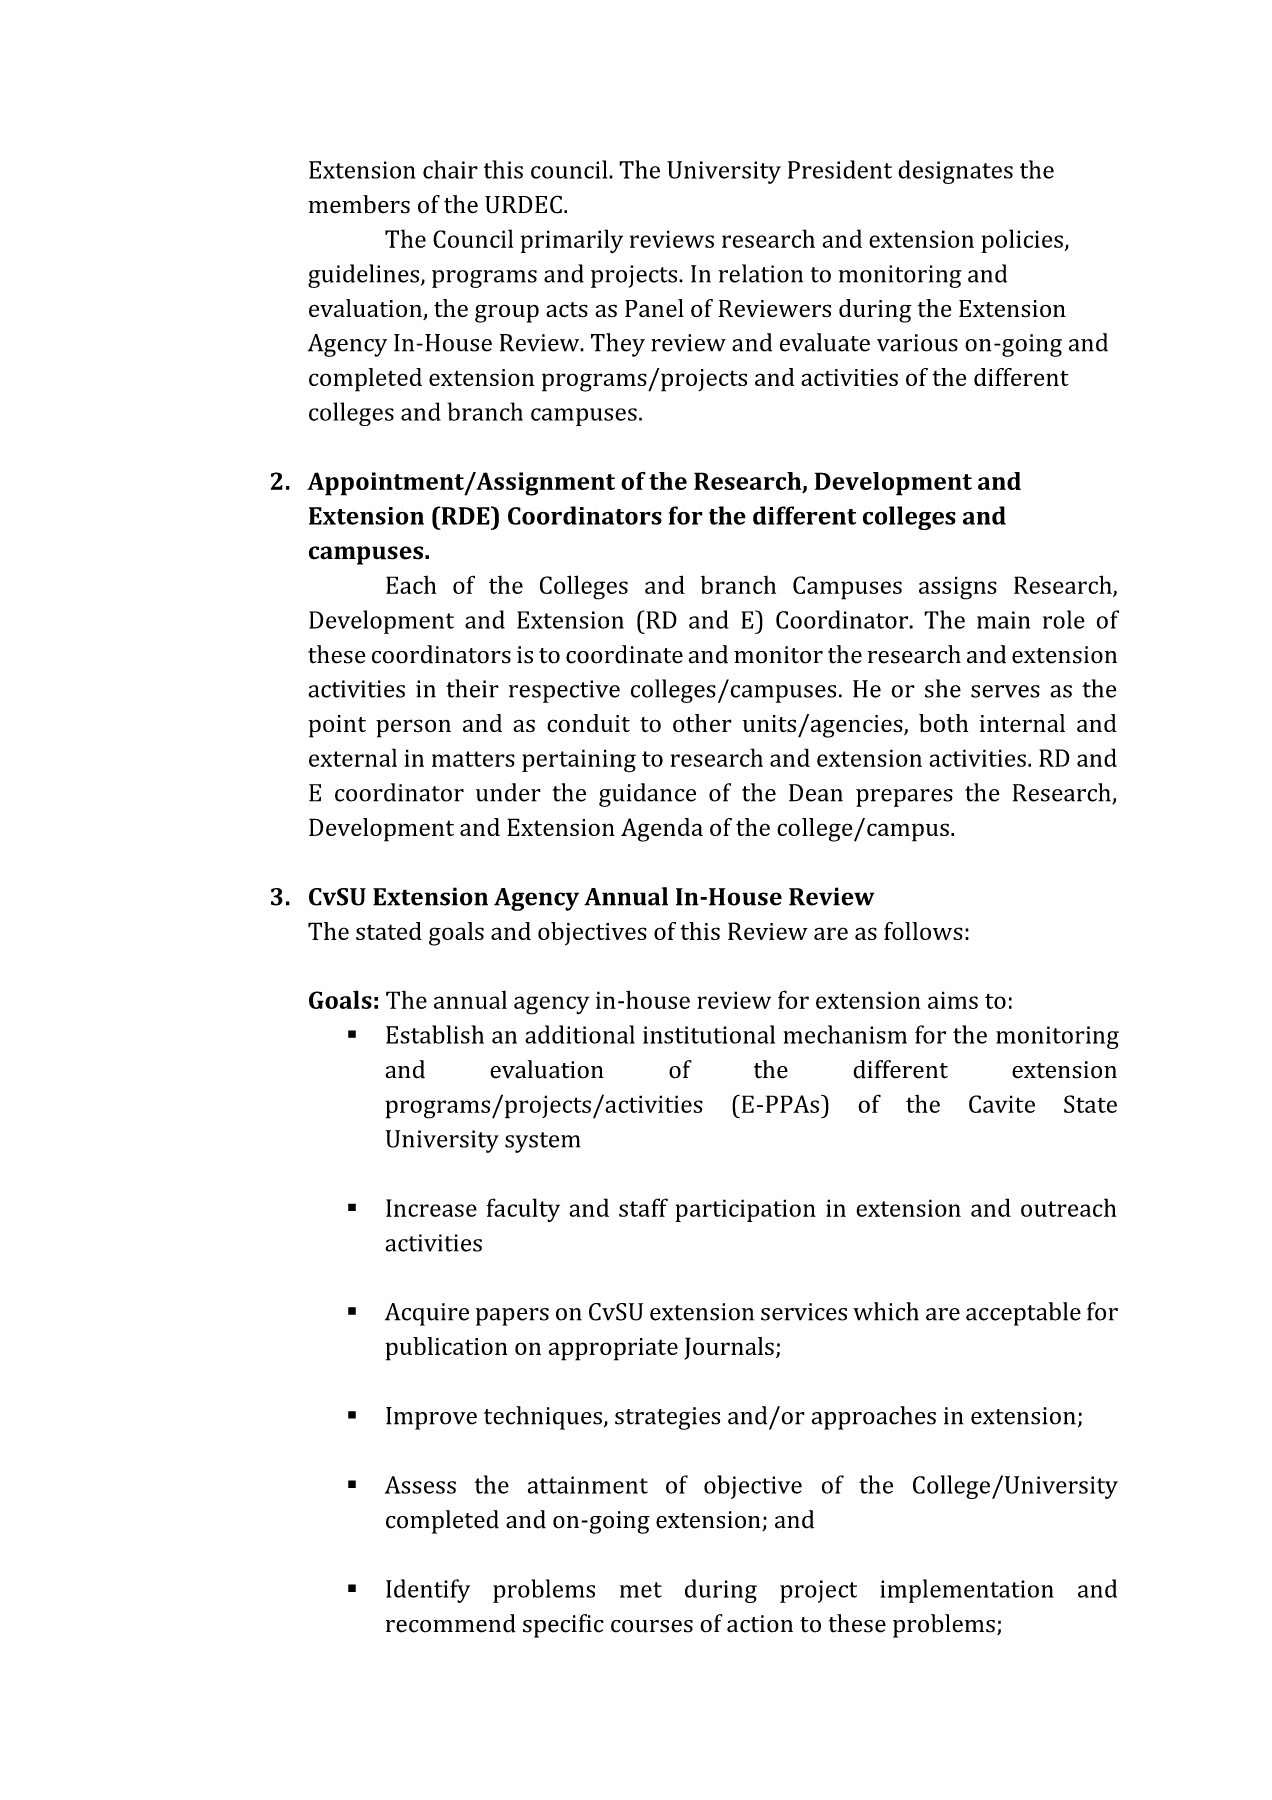 Extension chair this council. The University President designates the
members of the URDEC.
The Council primarily reviews research and extension policies,
guidelines, programs and projects. In relation to monitoring and
evaluation, the group acts as Panel of Reviewers during the Extension
Agency In-House Review. They review and evaluate various on-going and
completed extension programs/projects and activities of the different
colleges and branch campuses.
2. Appointment/Assignment of the Research, Development and
Extension (RDE) Coordinators for the different colleges and
campuses.
Each of the Colleges and branch Campuses assigns Research,
Development and Extension (RD and E) Coordinator. The main role of
these coordinators is to coordinate and monitor the research and extension
activities in their respective colleges/campuses. He or she serves as the
point person and as conduit to other units/agencies, both internal and
external in matters pertaining to research and extension activities. RD and
E coordinator under the guidance of the Dean prepares the Research,
Development and Extension Agenda of the college/campus.
3. CvSU Extension Agency Annual In-House Review
The stated goals and objectives of this Review are as follows:
Goals: The annual agency in-house review for extension aims to:
▪ Establish an additional institutional mechanism for the monitoring
and evaluation of the different extension
programs/projects/activities (E-PPAs) of the Cavite State
University system
▪ Increase faculty and staff participation in extension and outreach
activities
▪ Acquire papers on CvSU extension services which are acceptable for
publication on appropriate Journals;
▪ Improve techniques, strategies and/or approaches in extension;
▪ Assess the attainment of objective of the College/University
completed and on-going extension; and
▪ Identify problems met during project implementation and
recommend specific courses of action to these problems;